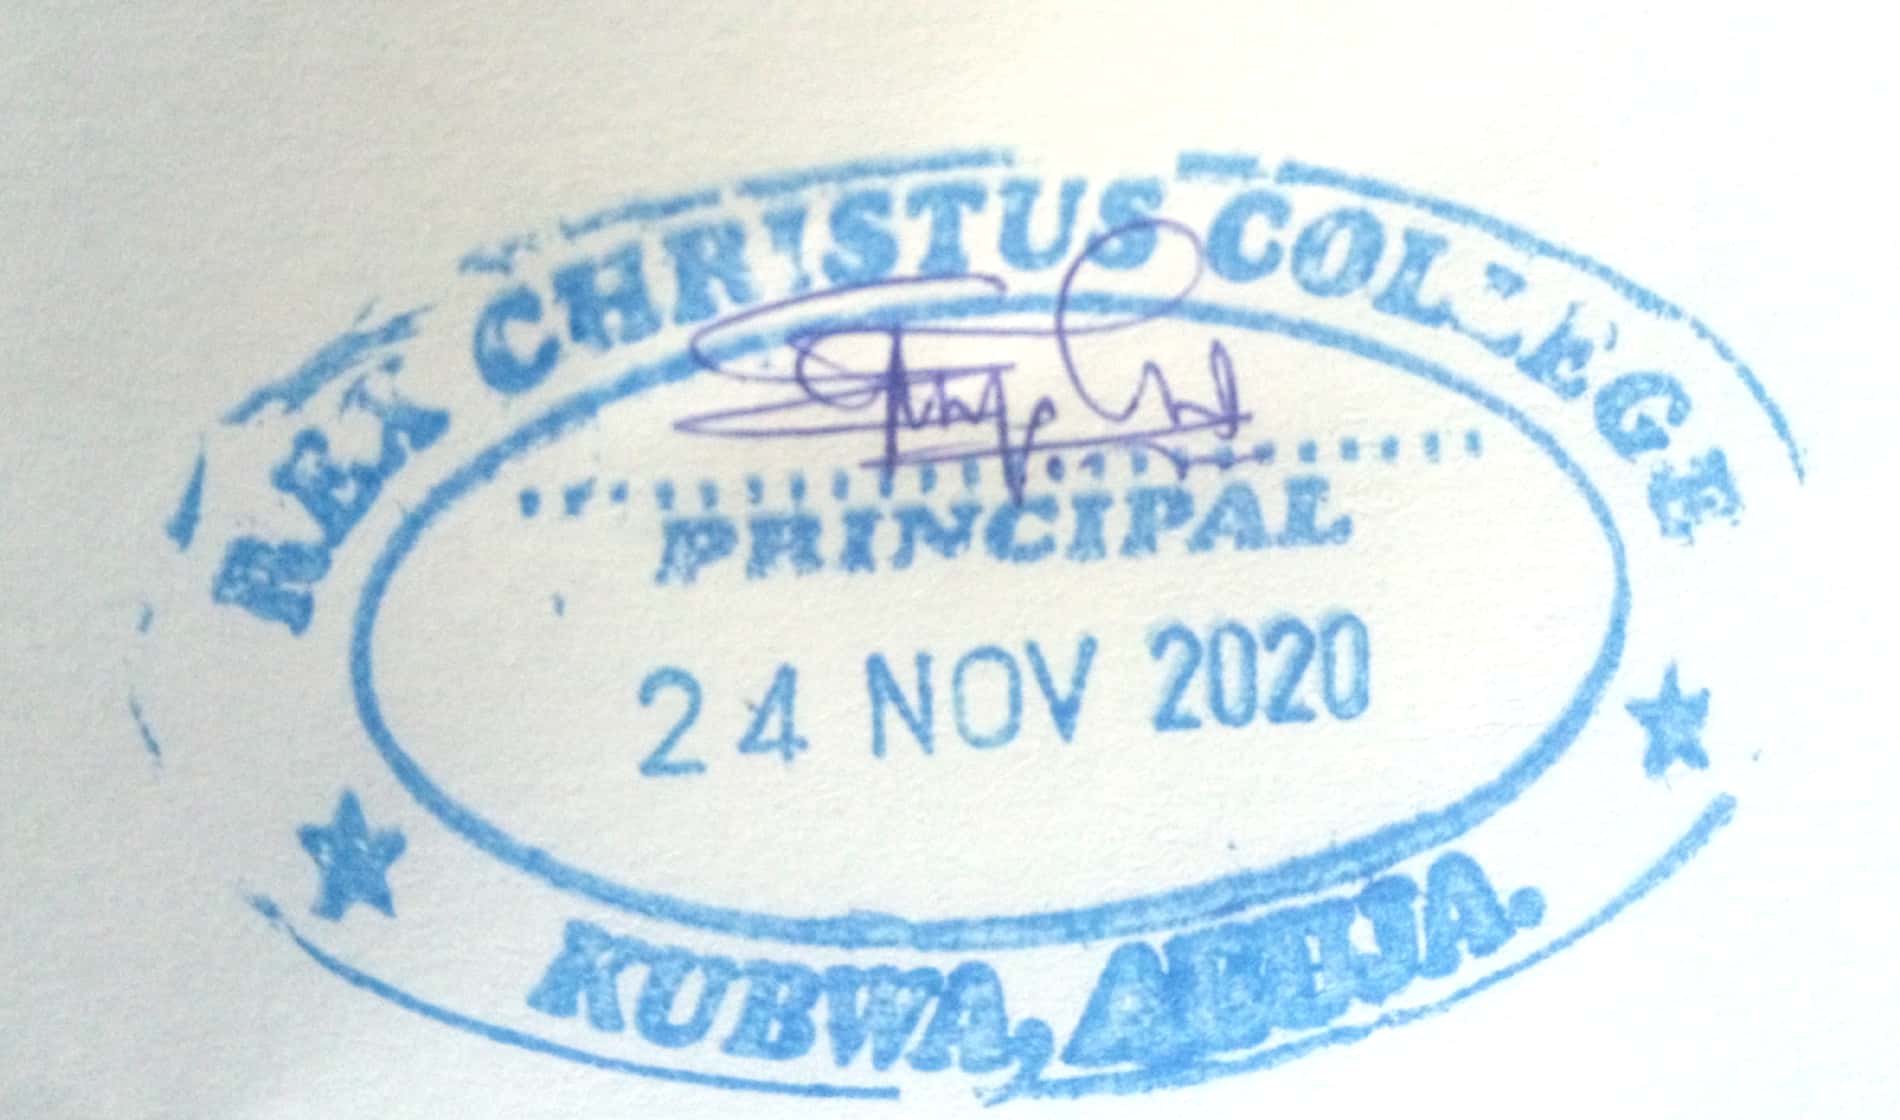 REX CHRISTUS COLLEGE
PRINCIPAL
24 NOV 2020
KUBWA, ABUJA.